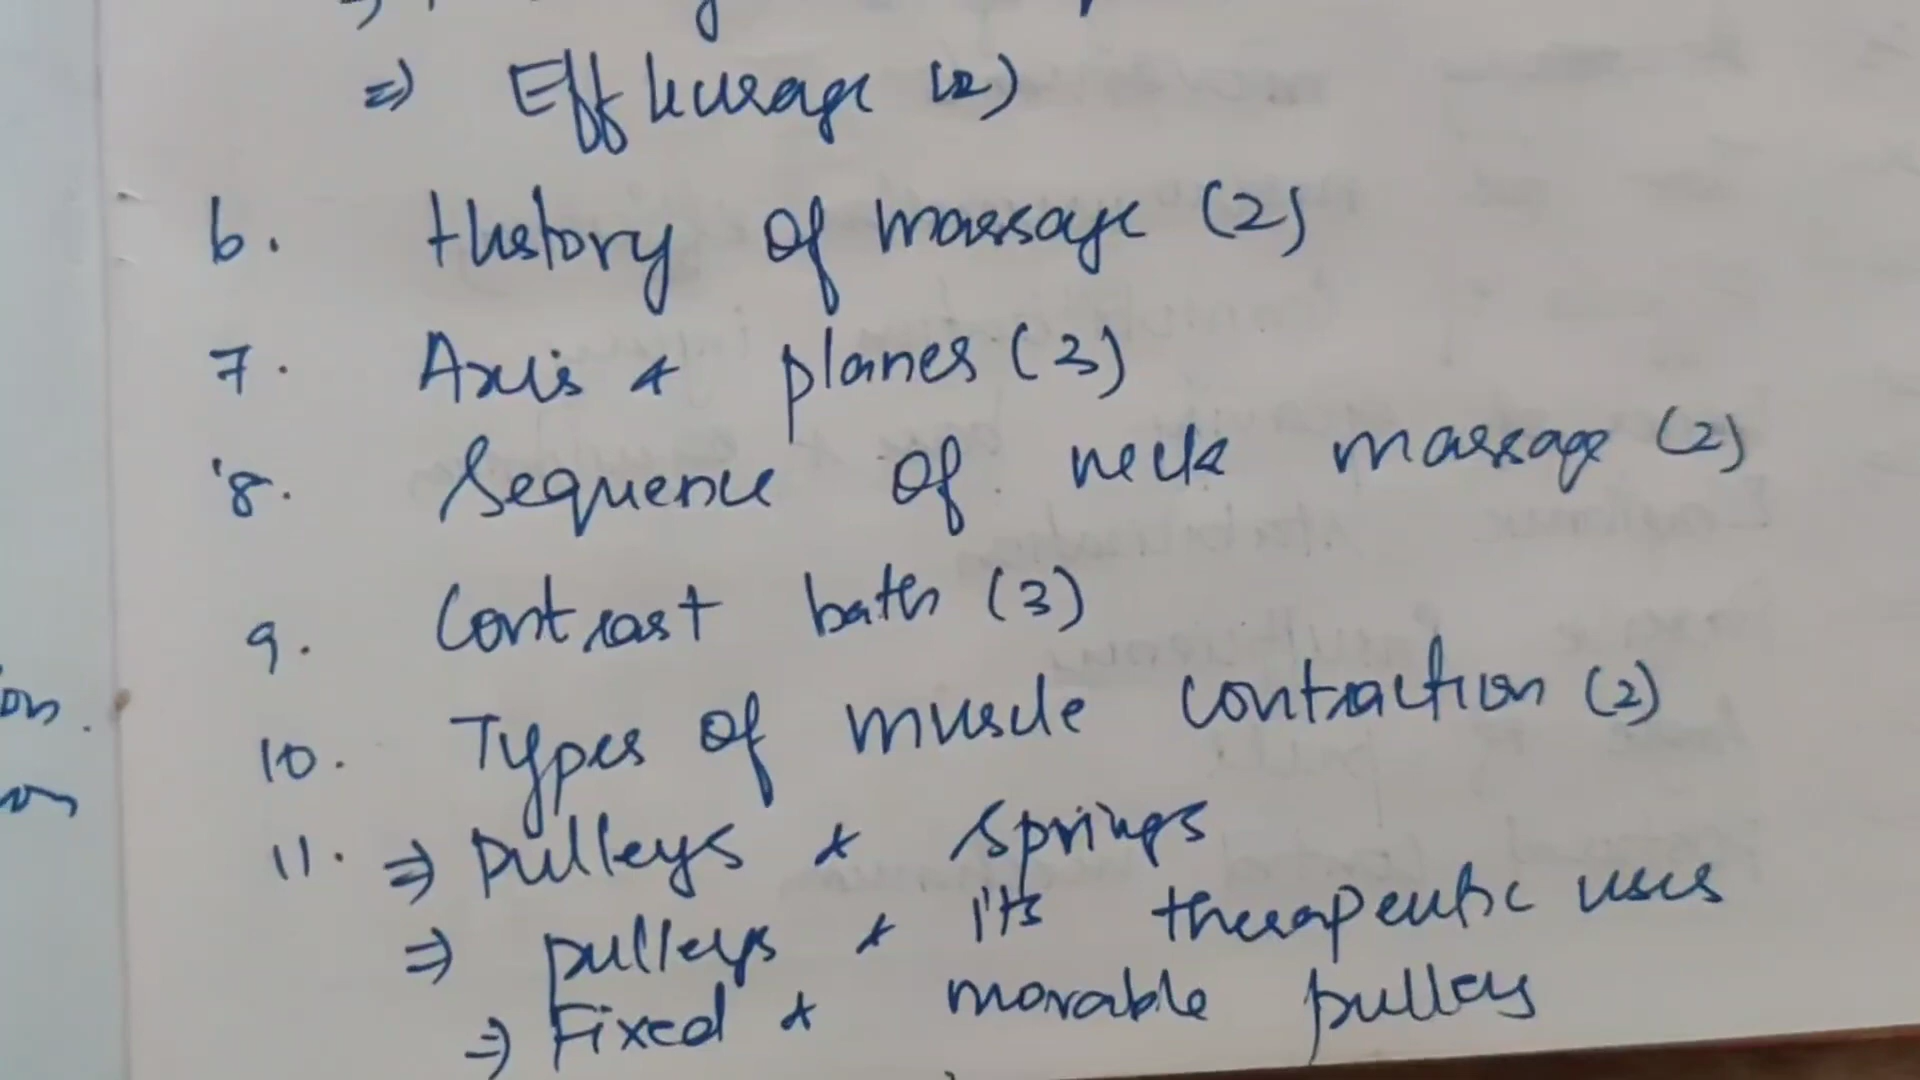 ⇒ Effleurage (2)
6. History of massage (2)
7. Axis & planes (3)
8. Sequence of neck massage (2)
9. Contrast bath (3)
10. Types of muscle contraction (2)
11. ⇒ Pulleys & springs
⇒ pulleys & it's therapeutic uses
⇒ Fixed & movable pulleys